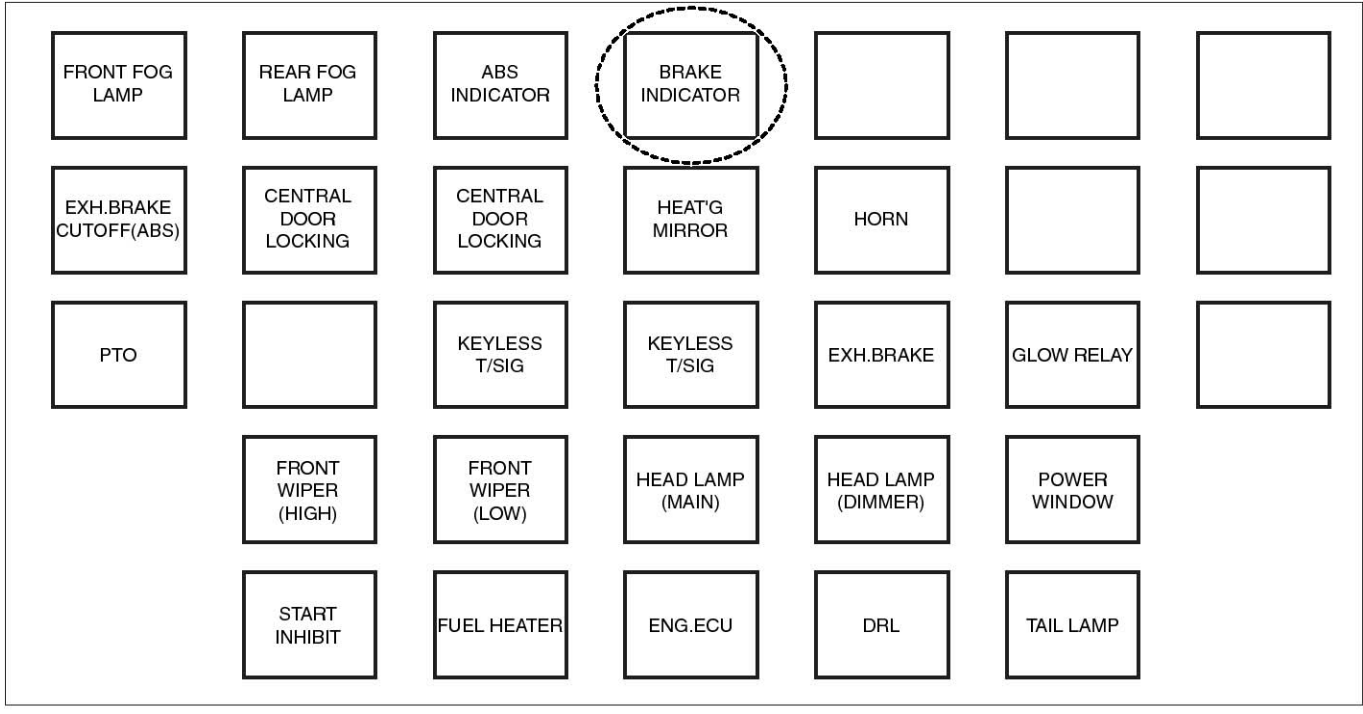 FRONT FOG
LAMP
REAR FOG
LAMP
ABS
INDICATOR
BRAKE
INDICATOR
EXH.BRAKE
CUTOFF(ABS)
CENTRAL
DOOR
LOCKING
CENTRAL
DOOR
LOCKING
HEAT'G
MIRROR
HORN
PTO
KEYLESS
T/SIG
KEYLESS
T/SIG
EXH.BRAKE
GLOW RELAY
FRONT
WIPER
(HIGH)
FRONT
WIPER
(LOW)
HEAD LAMP
(MAIN)
HEAD LAMP
(DIMMER)
POWER
WINDOW
START
INHIBIT
FUEL HEATER
ENG.ECU
DRL
TAIL LAMP